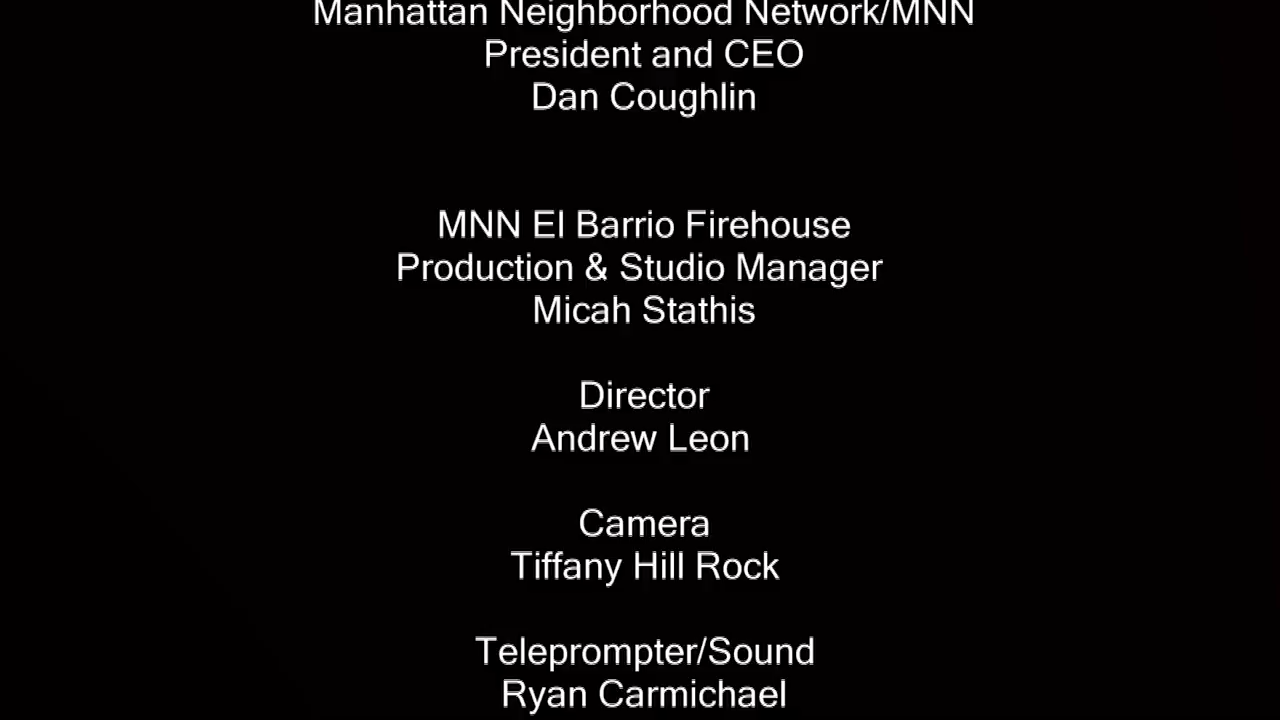 Manhattan Neighborhood Network/MNN
President and CEO
Dan Coughlin
MNN El Barrio Firehouse
Production & Studio Manager
Micah Stathis
Director
Andrew Leon
Camera
Tiffany Hill Rock
Teleprompter/Sound
Ryan Carmichael